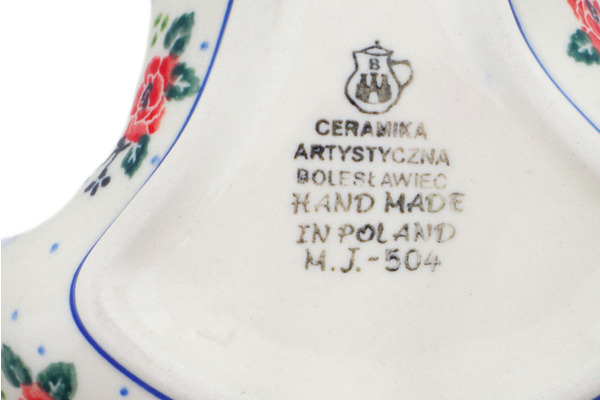 B
CERAMIKA
ARTYSTYCZNA
BOLESŁAWIEC
HAND MADE
IN POLAND
M.J.-504